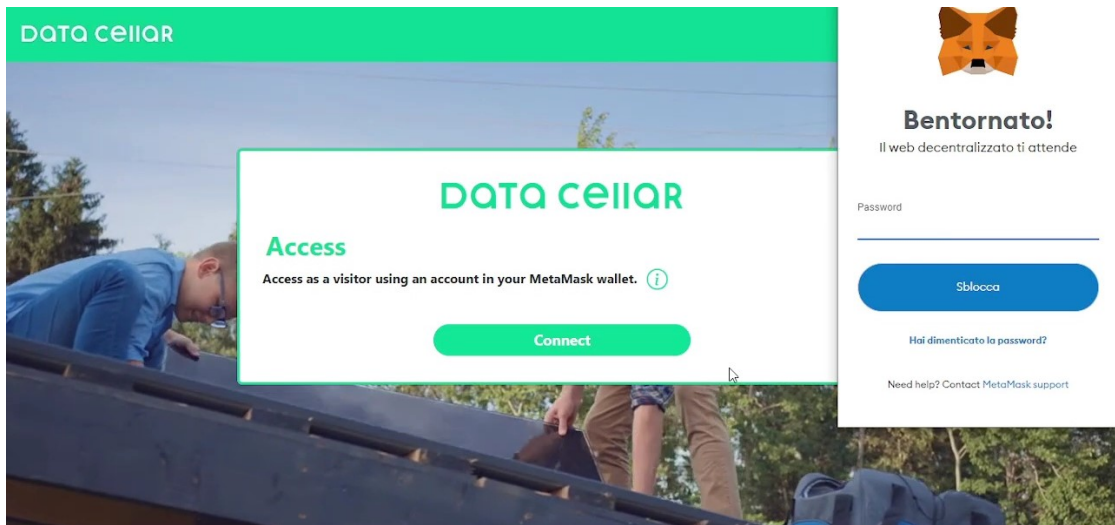 DATA CELLAR
DATA CELLAR
Access
Access as a visitor using an account in your MetaMask wallet. i
Connect
Bentornato!
Il web decentralizzato ti attende
Password
Sblocca
Hai dimenticato la password?
Need help? Contact MetaMask support